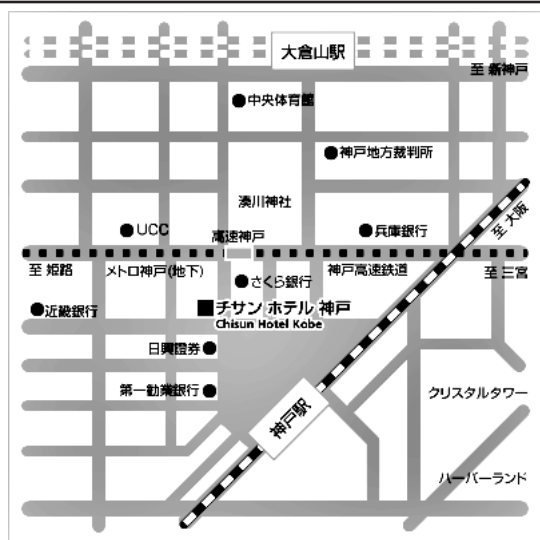 大倉山駅
至 新神戸
中央体育館
神戸地方裁判所
湊川神社
UCC
高速神戸
兵庫銀行
至 大阪
至 姫路
メトロ神戸(地下)
さくら銀行
神戸高速鉄道
至 三宮
近畿銀行
チサン ホテル 神戸
Chisun Hotel Kobe
日興證券
第一勧業銀行
神戸駅
クリスタルタワー
ハーバーランド